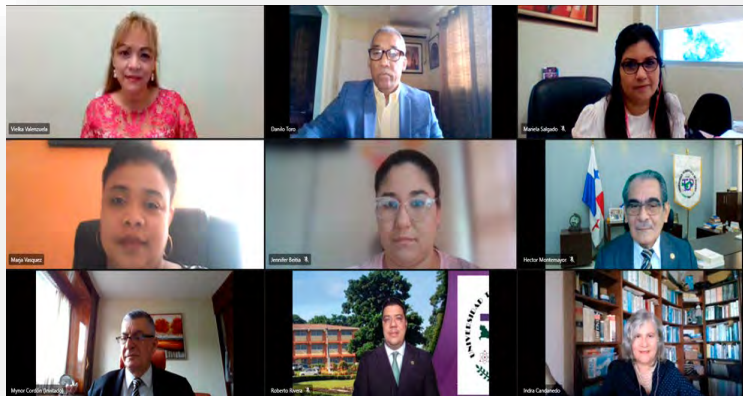 Vielka Valenzuela
Danilo Toro
Mariela Salgado
Marja Vasquez
Jennifer Beitia
Hector Montemayor
Mynor Cordón (Invitado)
Roberto Rivera
UNIVERSIDAD
Indra Candanedo